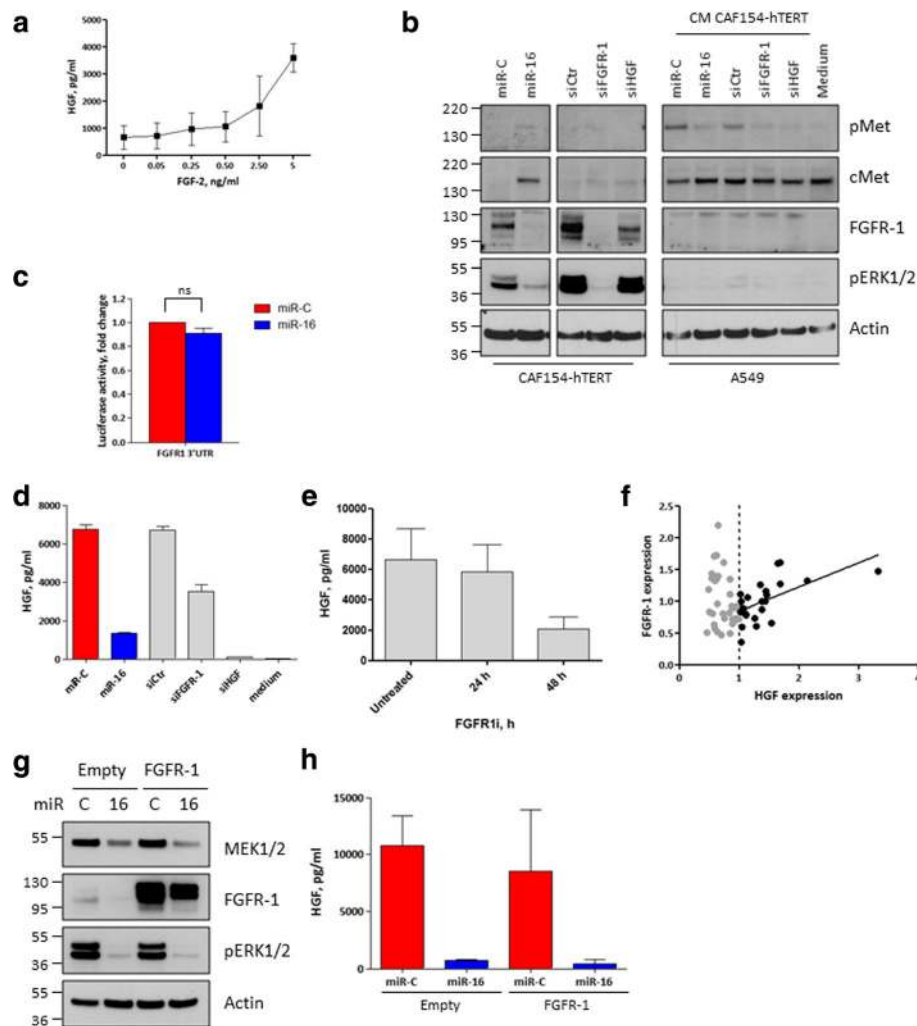 a
HGF, pg/ml
5000
4000
3000
2000
1000
0
0 0.05 0.25 0.50 2.50 5
FGF-2, ng/ml
b
CM CAF154-hTERT
miR-C miR-16 siCtr siFGFR-1 siHGF miR-C miR-16 siCtr siFGFR-1 siHGF Medium
220
130
pMet
220
130
cMet
130
95
FGFR-1
55
36
pERK1/2
55
36
Actin
CAF154-hTERT A549
c
Luciferase activity, fold change
1.2
1.0
0.8
0.6
0.4
0.2
0.0
ns
miR-C
miR-16
FGFR1 3'UTR
d
HGF, pg/ml
8000
6000
4000
2000
0
miR-C miR-16 siCtr siFGFR-1 siHGF medium
e
HGF, pg/ml
10000
8000
6000
4000
2000
0
Untreated 24 h 48 h
FGFR1i, h
f
FGFR-1 expression
2.5
2.0
1.5
1.0
0.5
0.0
0 1 2 3 4
HGF expression
g
Empty FGFR-1
miR C 16 C 16
55
MEK1/2
130
95
FGFR-1
55
36
pERK1/2
55
36
Actin
h
HGF, pg/ml
15000
10000
5000
0
miR-C miR-16 miR-C miR-16
Empty FGFR-1